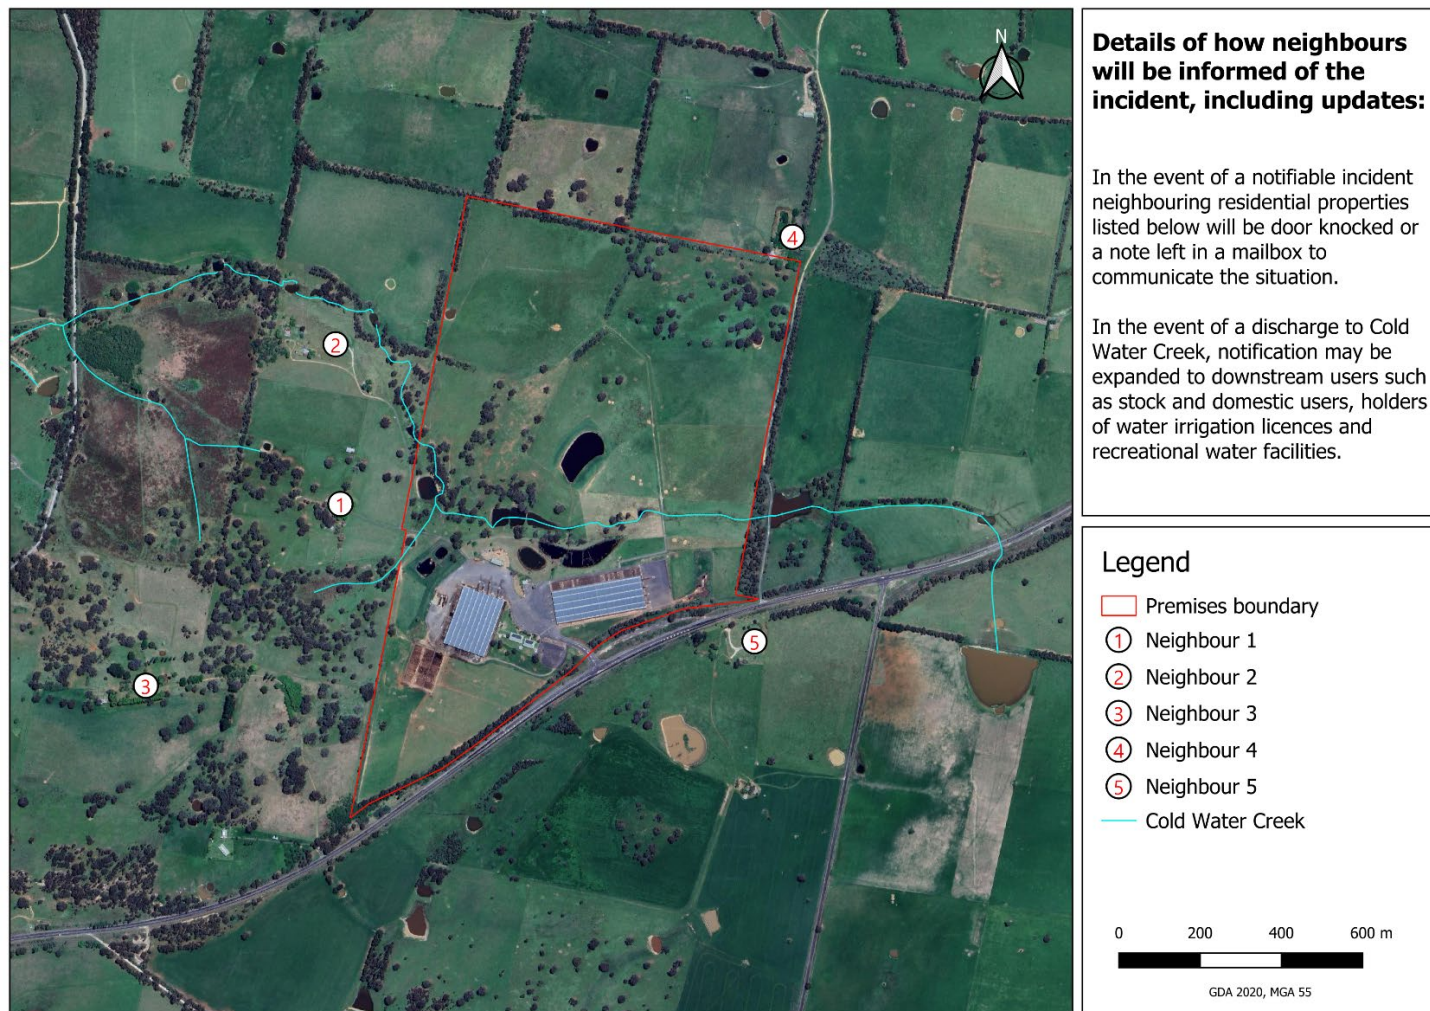 N
4
2
1
3
5
Details of how neighbours
will be informed of the
incident, including updates:
In the event of a notifiable incident
neighbouring residential properties
listed below will be door knocked or
a note left in a mailbox to
communicate the situation.
In the event of a discharge to Cold
Water Creek, notification may be
expanded to downstream users such
as stock and domestic users, holders
of water irrigation licences and
recreational water facilities.
Legend
Premises boundary
1 Neighbour 1
2 Neighbour 2
3 Neighbour 3
4 Neighbour 4
5 Neighbour 5
Cold Water Creek
0 200 400 600 m
GDA 2020, MGA 55